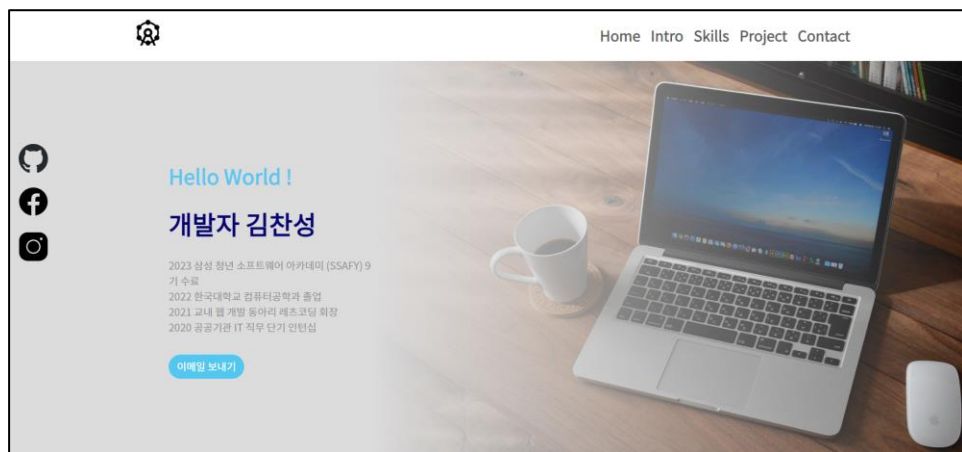 Home Intro Skills Project Contact
Hello World !
개발자 김찬성
2023 삼성 청년 소프트웨어 아카데미 (SSAFY) 9
기 수료
2022 한국대학교 컴퓨터공학과 졸업
2021 교내 웹 개발 동아리 레츠코딩 회장
2020 공공기관 IT 직무 단기 인턴십
이메일 보내기